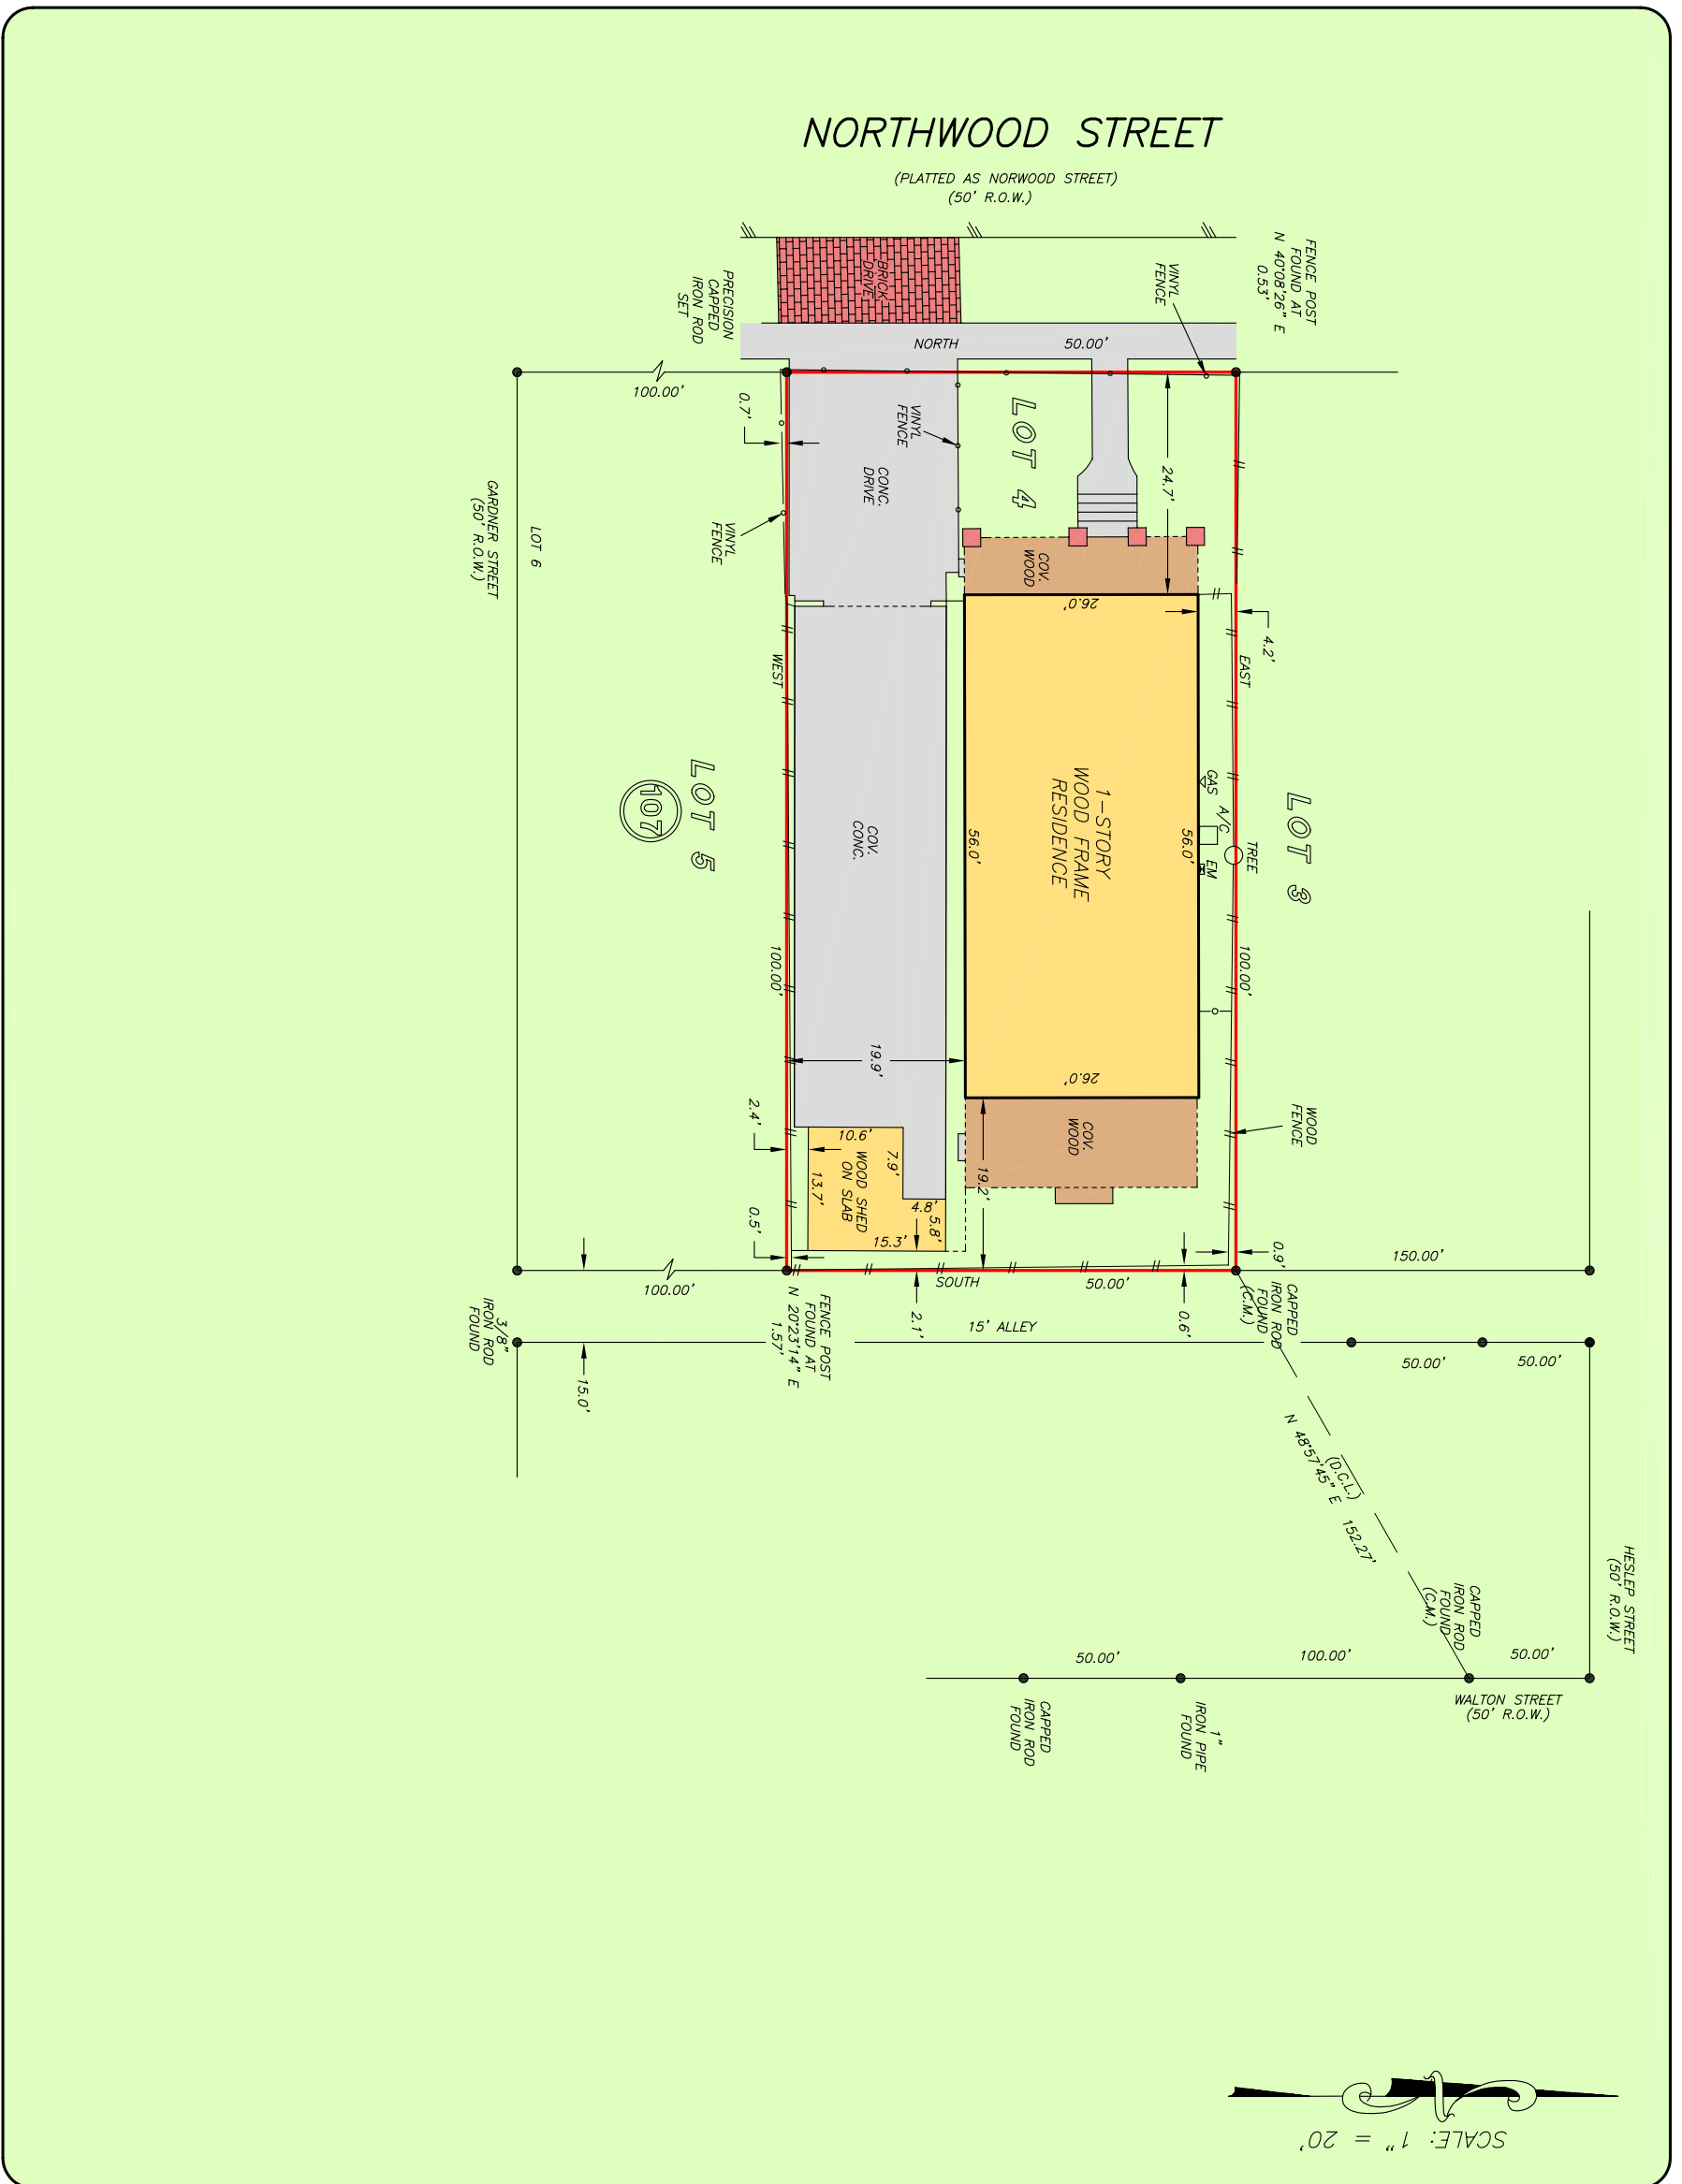 NORTHWOOD STREET
(PLATTED AS NORWOOD STREET)
(50' R.O.W.)
FENCE POST
FOUND AT
N 40°08'26" E
0.53'
VINYL
FENCE
BRICK
DRIVE
PRECISION
CAPPED
IRON ROD
SET
NORTH
50.00'
100.00'
0.7'
VINYL
FENCE
LOT 4
24.7'
CONC.
DRIVE
GARDNER STREET
(50' R.O.W.)
LOT 6
VINYL
FENCE
COV.
WOOD
26.0'
4.2'
WEST
EAST
LOT 5
107
1-STORY
WOOD FRAME
RESIDENCE
56.0'
56.0'
GAS
A/C
EM
TREE
LOT 3
COV.
CONC.
100.00'
100.00'
19.9'
26.0'
WOOD
FENCE
COV.
WOOD
2.4'
10.6'
7.9'
WOOD SHED
ON SLAB
13.7'
19.2'
4.8'
5.8'
15.3'
0.5'
0.9'
150.00'
SOUTH
50.00'
100.00'
CAPPED
IRON ROD
FOUND
(C.M.)
3/8"
IRON ROD
FOUND
FENCE POST
FOUND AT
N 20°23'14" E
1.57'
2.1'
15' ALLEY
0.6'
50.00'
50.00'
15.0'
(D.C.L.)
N 48°57'45" E 152.27'
HESLEP STREET
(50' R.O.W.)
CAPPED
IRON ROD
FOUND
(C.M.)
50.00'
100.00'
50.00'
WALTON STREET
(50' R.O.W.)
CAPPED
IRON ROD
FOUND
1"
IRON PIPE
FOUND
N
SCALE: 1" = 20'